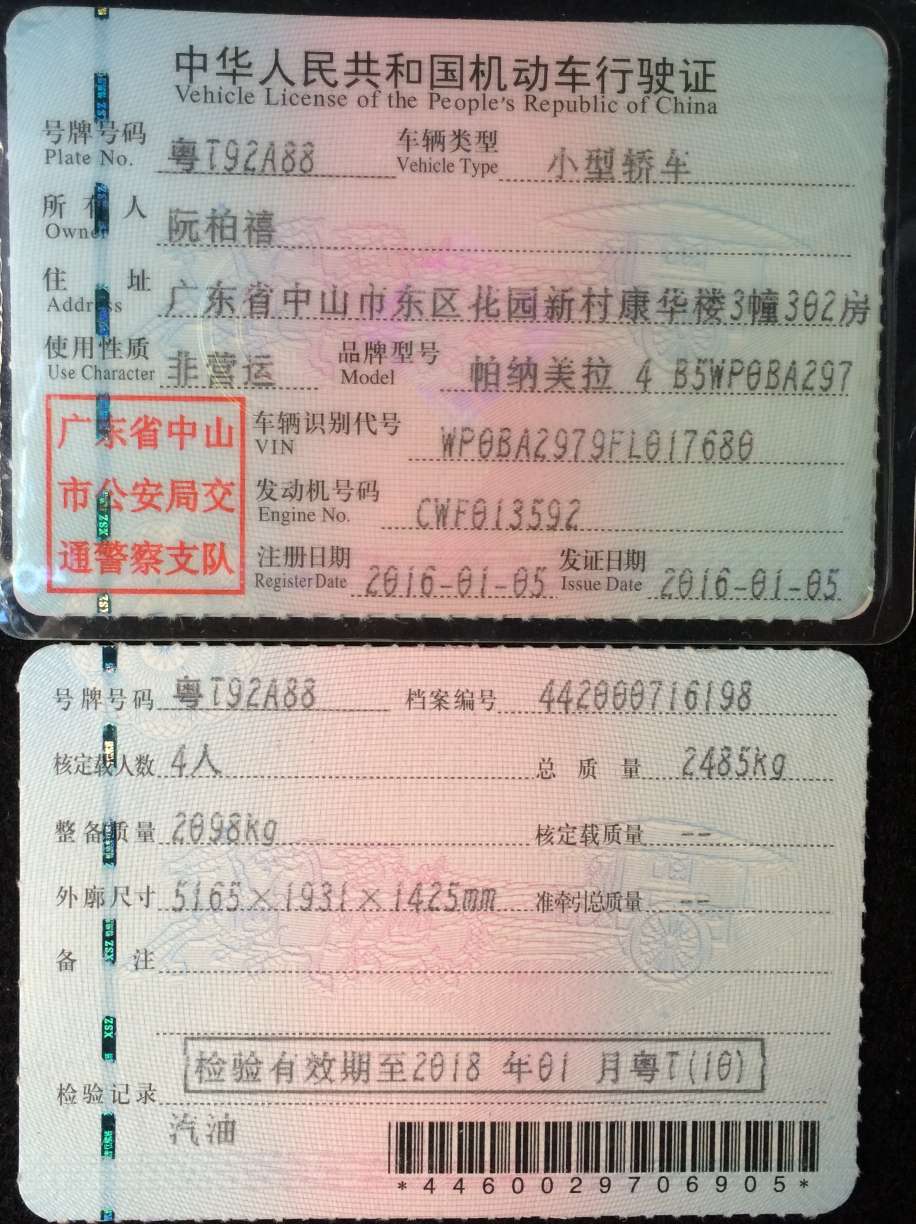 中华人民共和国机动车行驶证
Vehicle License of the People's Republic of China
号牌号码 粤T92A88 车辆类型 小型轿车
Plate No. Vehicle Type
所有人 阮柏禧
Owner
住址 广东省中山市东区花园新村康华楼3幢302房
Address
使用性质 非营运 品牌型号 帕纳美拉 4 B5WP0BA297
Use Character Model
广东省中山
市公安局交
通警察支队
车辆识别代号 WP0BA2979FL017680
VIN
发动机号码 CWF013592
Engine No.
注册日期 2016-01-05 发证日期 2016-01-05
Register Date Issue Date
号牌号码 粤T92A88 档案编号 442000716198
核定载人数 4人 总质量 2485kg
整备质量 2098kg 核定载质量 --
外廓尺寸 5165×1931×1425mm 准牵引总质量 --
备注
检验有效期至2018 年01 月粤T(10)
检验记录
汽油
*4460029706905*